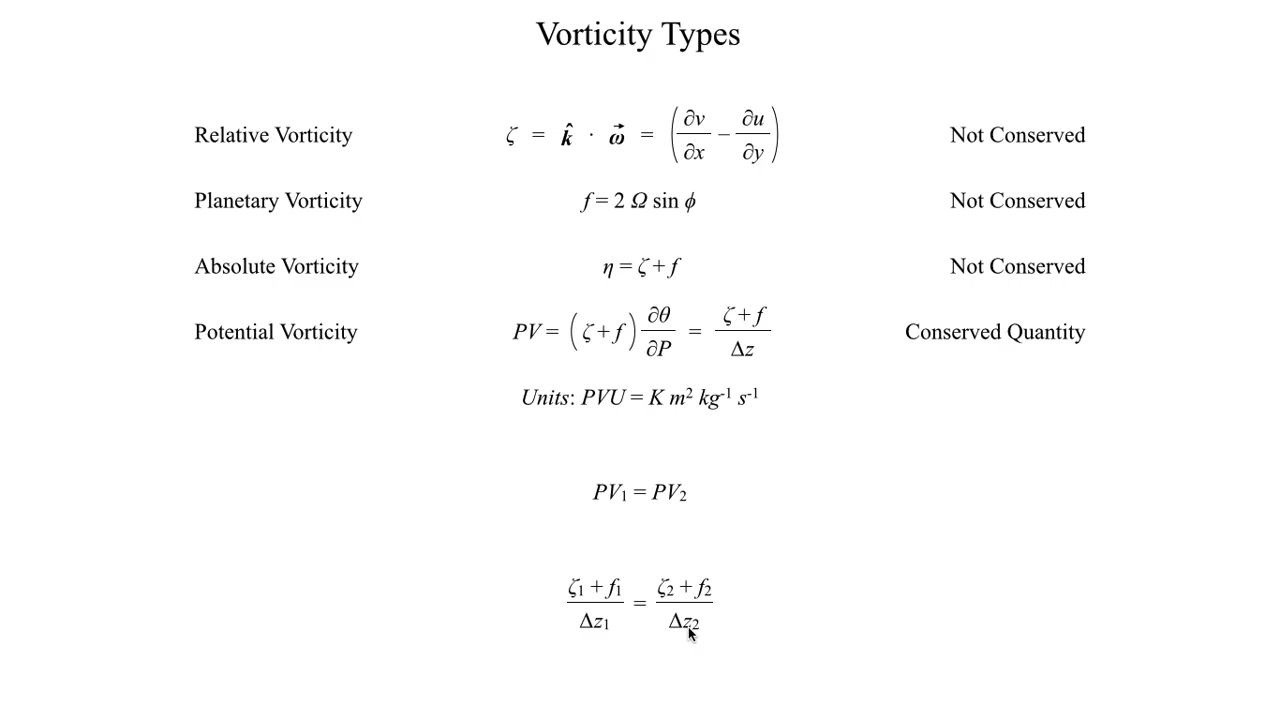 Vorticity Types
Relative Vorticity ζ = k̂ · ω⃗ = (∂v/∂x − ∂u/∂y) Not Conserved
Planetary Vorticity f = 2 Ω sin ϕ Not Conserved
Absolute Vorticity η = ζ + f Not Conserved
Potential Vorticity PV = (ζ + f) ∂θ/∂P = (ζ + f)/Δz Conserved Quantity
Units: PVU = K m² kg⁻¹ s⁻¹
PV₁ = PV₂
(ζ₁ + f₁)/Δz₁ = (ζ₂ + f₂)/Δz₂